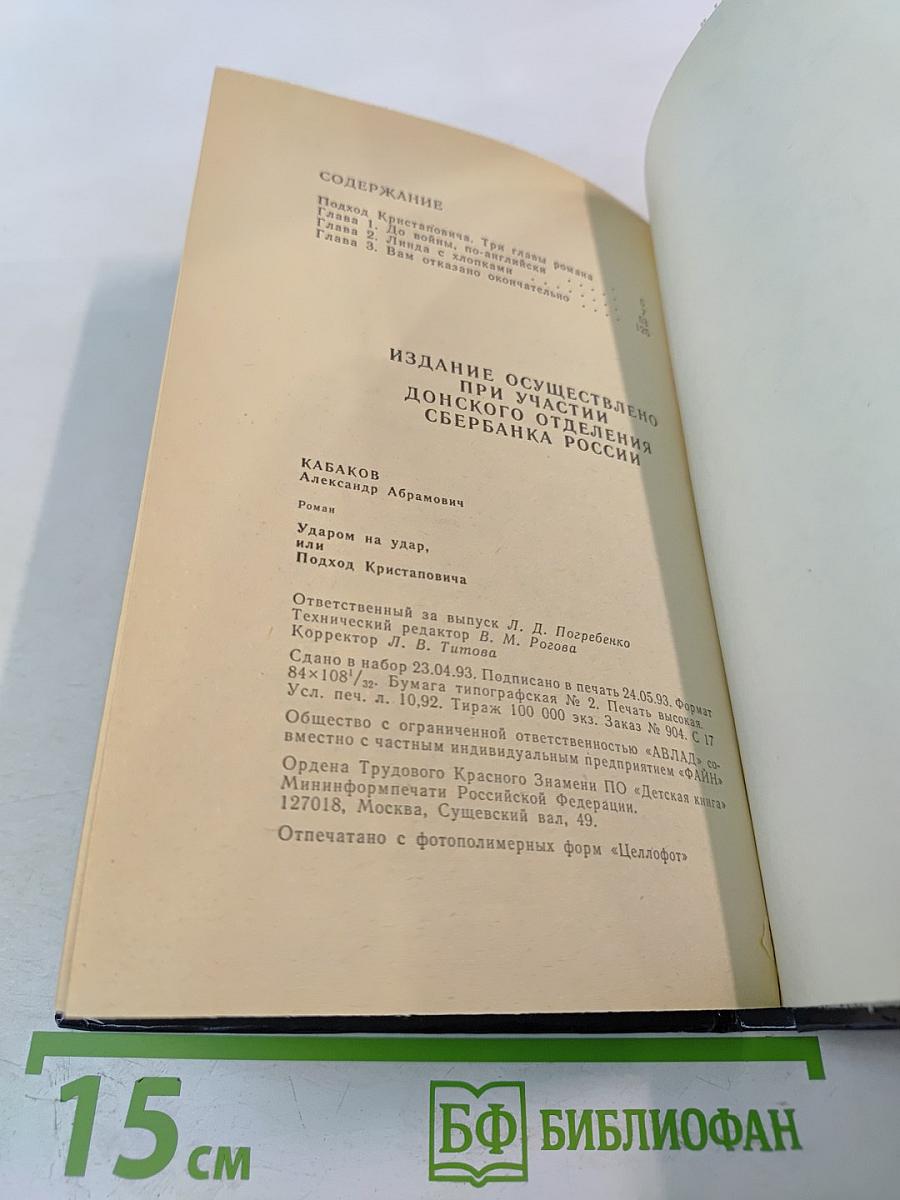 СОДЕРЖАНИЕ
Подход Кристаповича. Три главы романа . 5
Глава 1. До войны, по-английски . . . . . 7
Глава 2. Линда с хлопками . . . . . . . 58
Глава 3. Вам отказано окончательно . . . . 125
ИЗДАНИЕ ОСУЩЕСТВЛЕНО
ПРИ УЧАСТИИ
ДОНСКОГО ОТДЕЛЕНИЯ
СБЕРБАНКА РОССИИ
КАБАКОВ
Александр Абрамович
Роман
Ударом на удар,
или
Подход Кристаповича
Ответственный за выпуск Л. Д. Погребенко
Технический редактор В. М. Рогова
Корректор Л. В. Титова
Сдано в набор 23.04.93. Подписано в печать 24.05.93. Формат
84×108¹/₃₂. Бумага типографская № 2. Печать высокая.
Усл. печ. л. 10,92. Тираж 100 000 экз. Заказ № 904. С 17
Общество с ограниченной ответственностью «АВЛАД» со-
вместно с частным индивидуальным предприятием «ФАЙН»
Ордена Трудового Красного Знамени ПО «Детская книга»
Мининформпечати Российской Федерации.
127018, Москва, Сущевский вал, 49.
Отпечатано с фотополимерных форм «Целлофот»
15 см
БФ БИБЛИОФАН